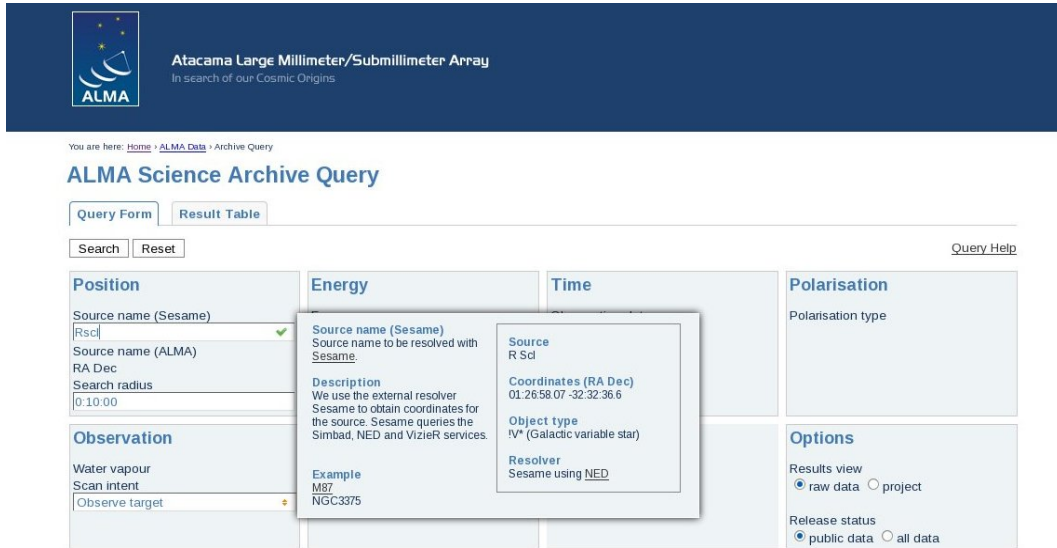 ALMA
Atacama Large Millimeter/Submillimeter Array
In search of our Cosmic Origins
You are here: Home › ALMA Data › Archive Query
ALMA Science Archive Query
Query Form
Result Table
Search
Reset
Query Help
Position
Source name (Sesame)
Rscl
Source name (ALMA)
RA Dec
Search radius
0:10:00
Energy
Time
Polarisation
Polarisation type
Source name (Sesame)
Source name to be resolved with
Sesame.
Description
We use the external resolver
Sesame to obtain coordinates for
the source. Sesame queries the
Simbad, NED and VizieR services.
Example
M87
NGC3375
Source
R Scl
Coordinates (RA Dec)
01:26:58.07 -32:32:36.6
Object type
!V* (Galactic variable star)
Resolver
Sesame using NED
Observation
Water vapour
Scan intent
Observe target
Options
Results view
raw data project
Release status
public data all data